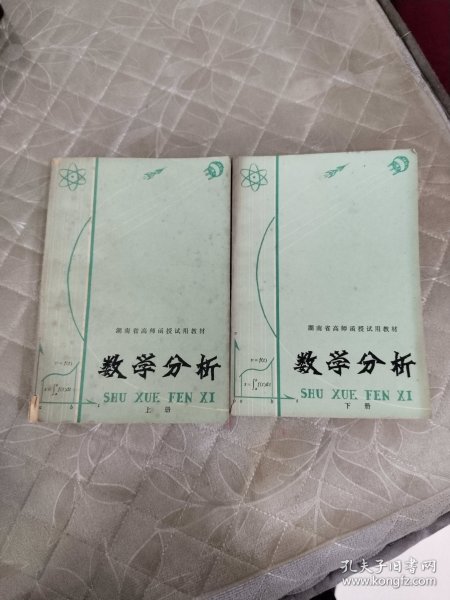 湖南省高师函授试用教材
v=f(t)
数学分析
SHU XUE FEN XI
上册
湖南省高师函授试用教材
数学分析
SHU XUE FEN XI
下册
孔夫子旧书网
www.kongfz.com